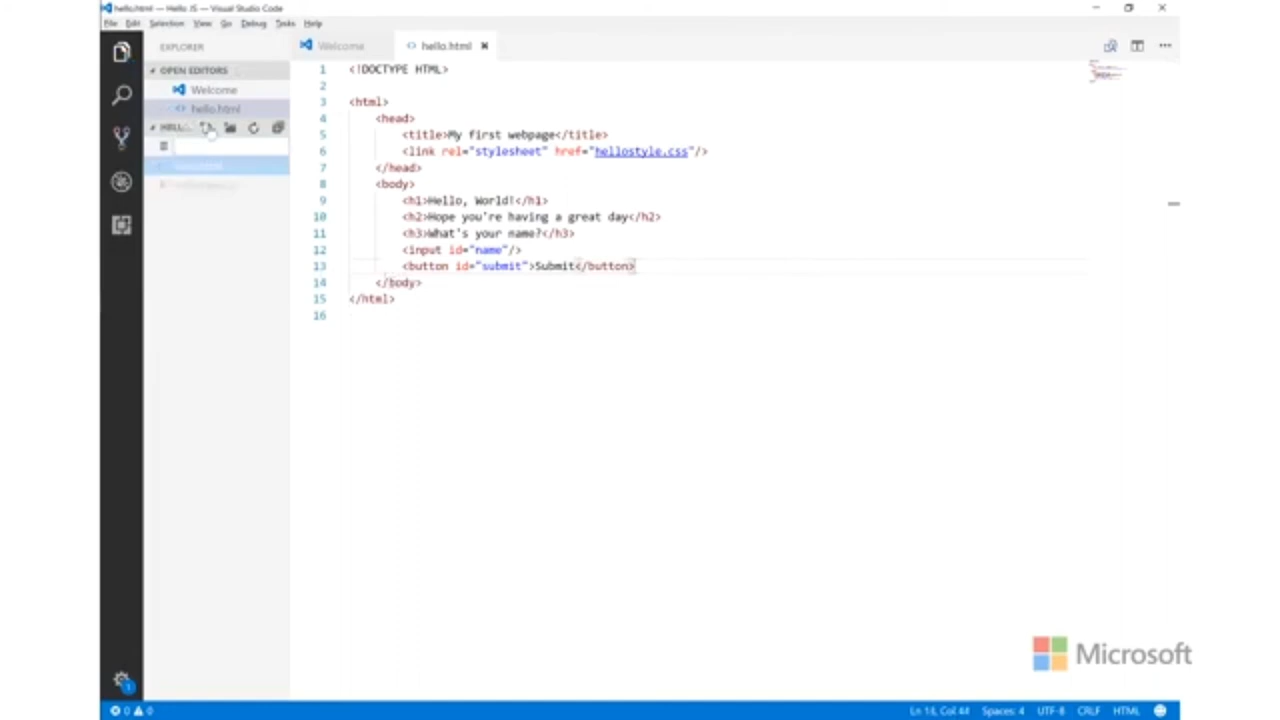 hello.html — Hello JS — Visual Studio Code
File Edit Selection View Go Debug Tasks Help
EXPLORER
Welcome
hello.html
OPEN EDITORS
Welcome
hello.html
1 <!DOCTYPE HTML>
2
3 <html>
4 <head>
5 <title>My first webpage</title>
6 <link rel="stylesheet" href="hellostyle.css"/>
7 </head>
8 <body>
9 <h1>Hello, World!</h1>
10 <h2>Hope you're having a great day</h2>
11 <h3>What's your name?</h3>
12 <input id="name"/>
13 <button id="submit">Submit</button>
14 </body>
15 </html>
16
Microsoft
1
0 0
Spaces: 4 UTF-8 CRLF HTML